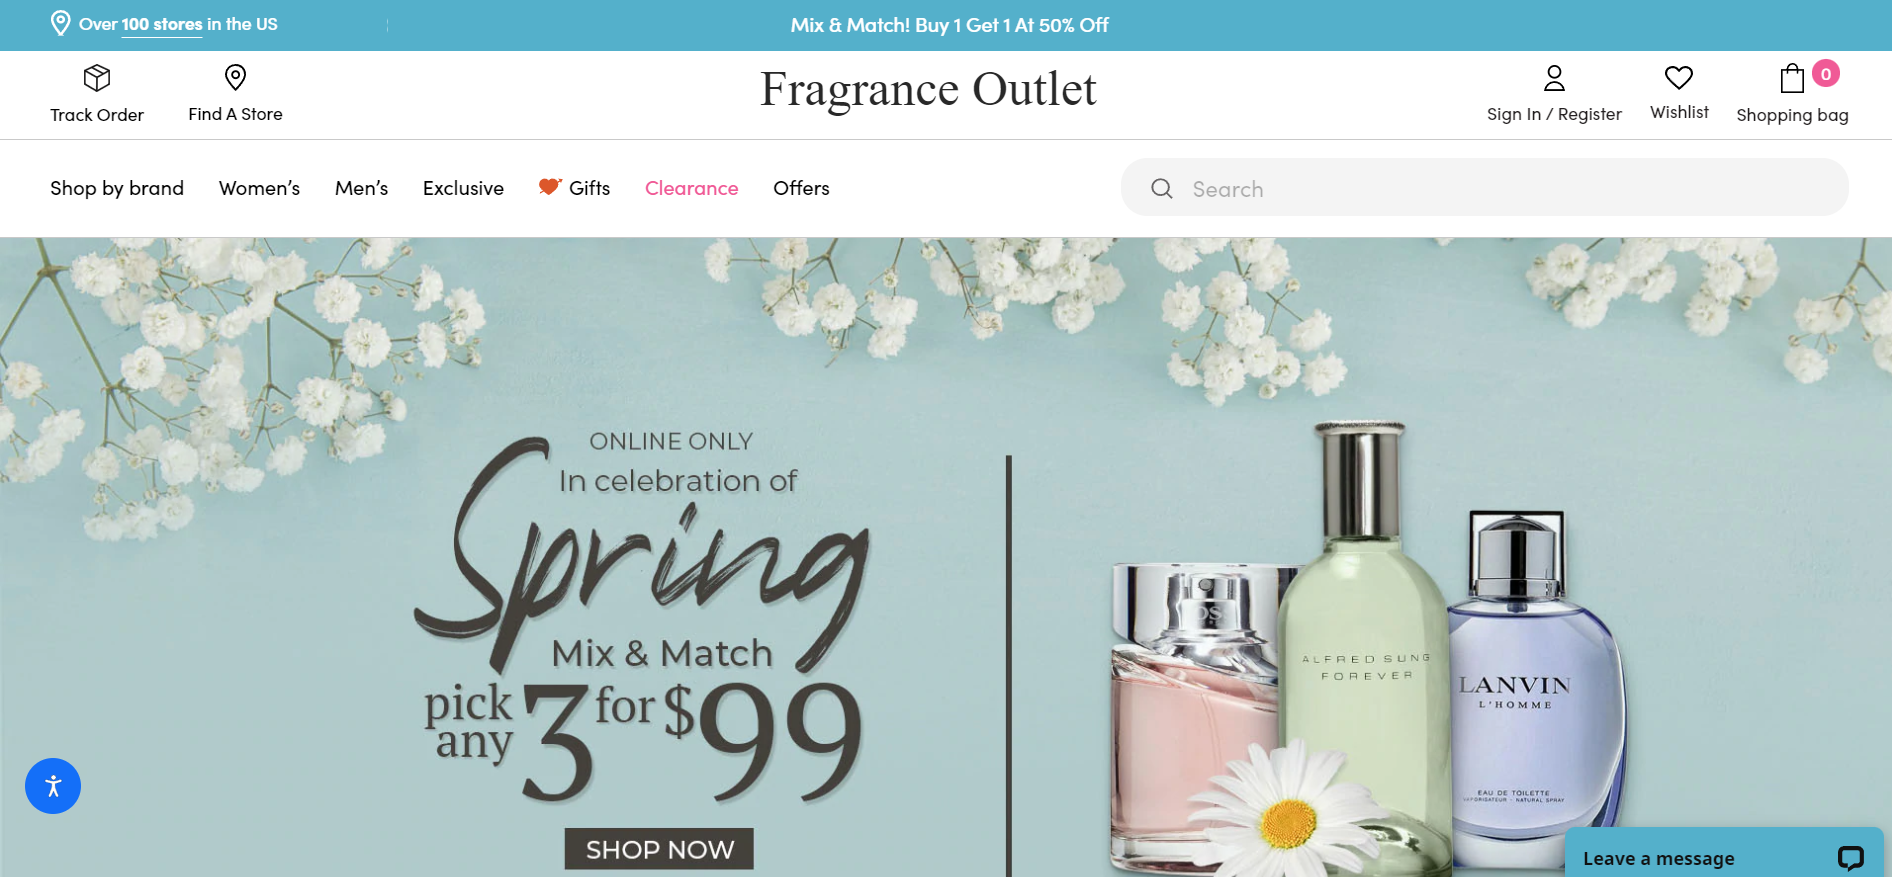 Over 100 stores in the US
Mix & Match! Buy 1 Get 1 At 50% Off
Track Order
Find A Store
Fragrance Outlet
Sign In / Register
Wishlist
0
Shopping bag
Shop by brand
Women’s
Men’s
Exclusive
Gifts
Clearance
Offers
Search
ONLINE ONLY
In celebration of
Spring
Mix & Match
pick any 3 for $99
SHOP NOW
ALFRED SUNG
FOREVER
LANVIN
L'HOMME
EAU DE TOILETTE
VAPORISATEUR - NATURAL SPRAY
Leave a message